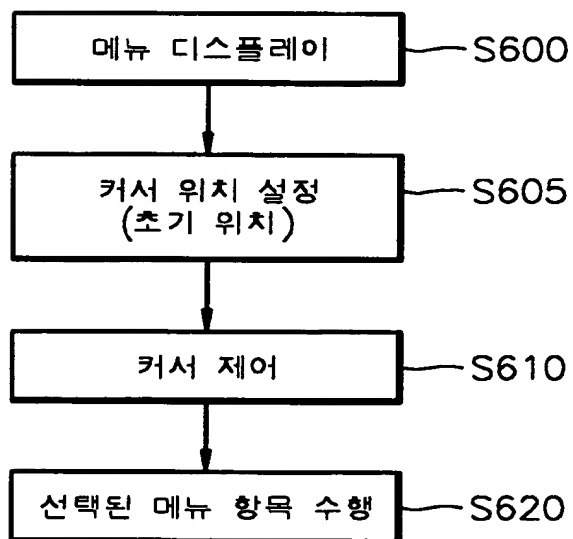 메뉴 디스플레이 S600
커서 위치 설정 S605
(초기 위치)
커서 제어 S610
선택된 메뉴 항목 수행 S620